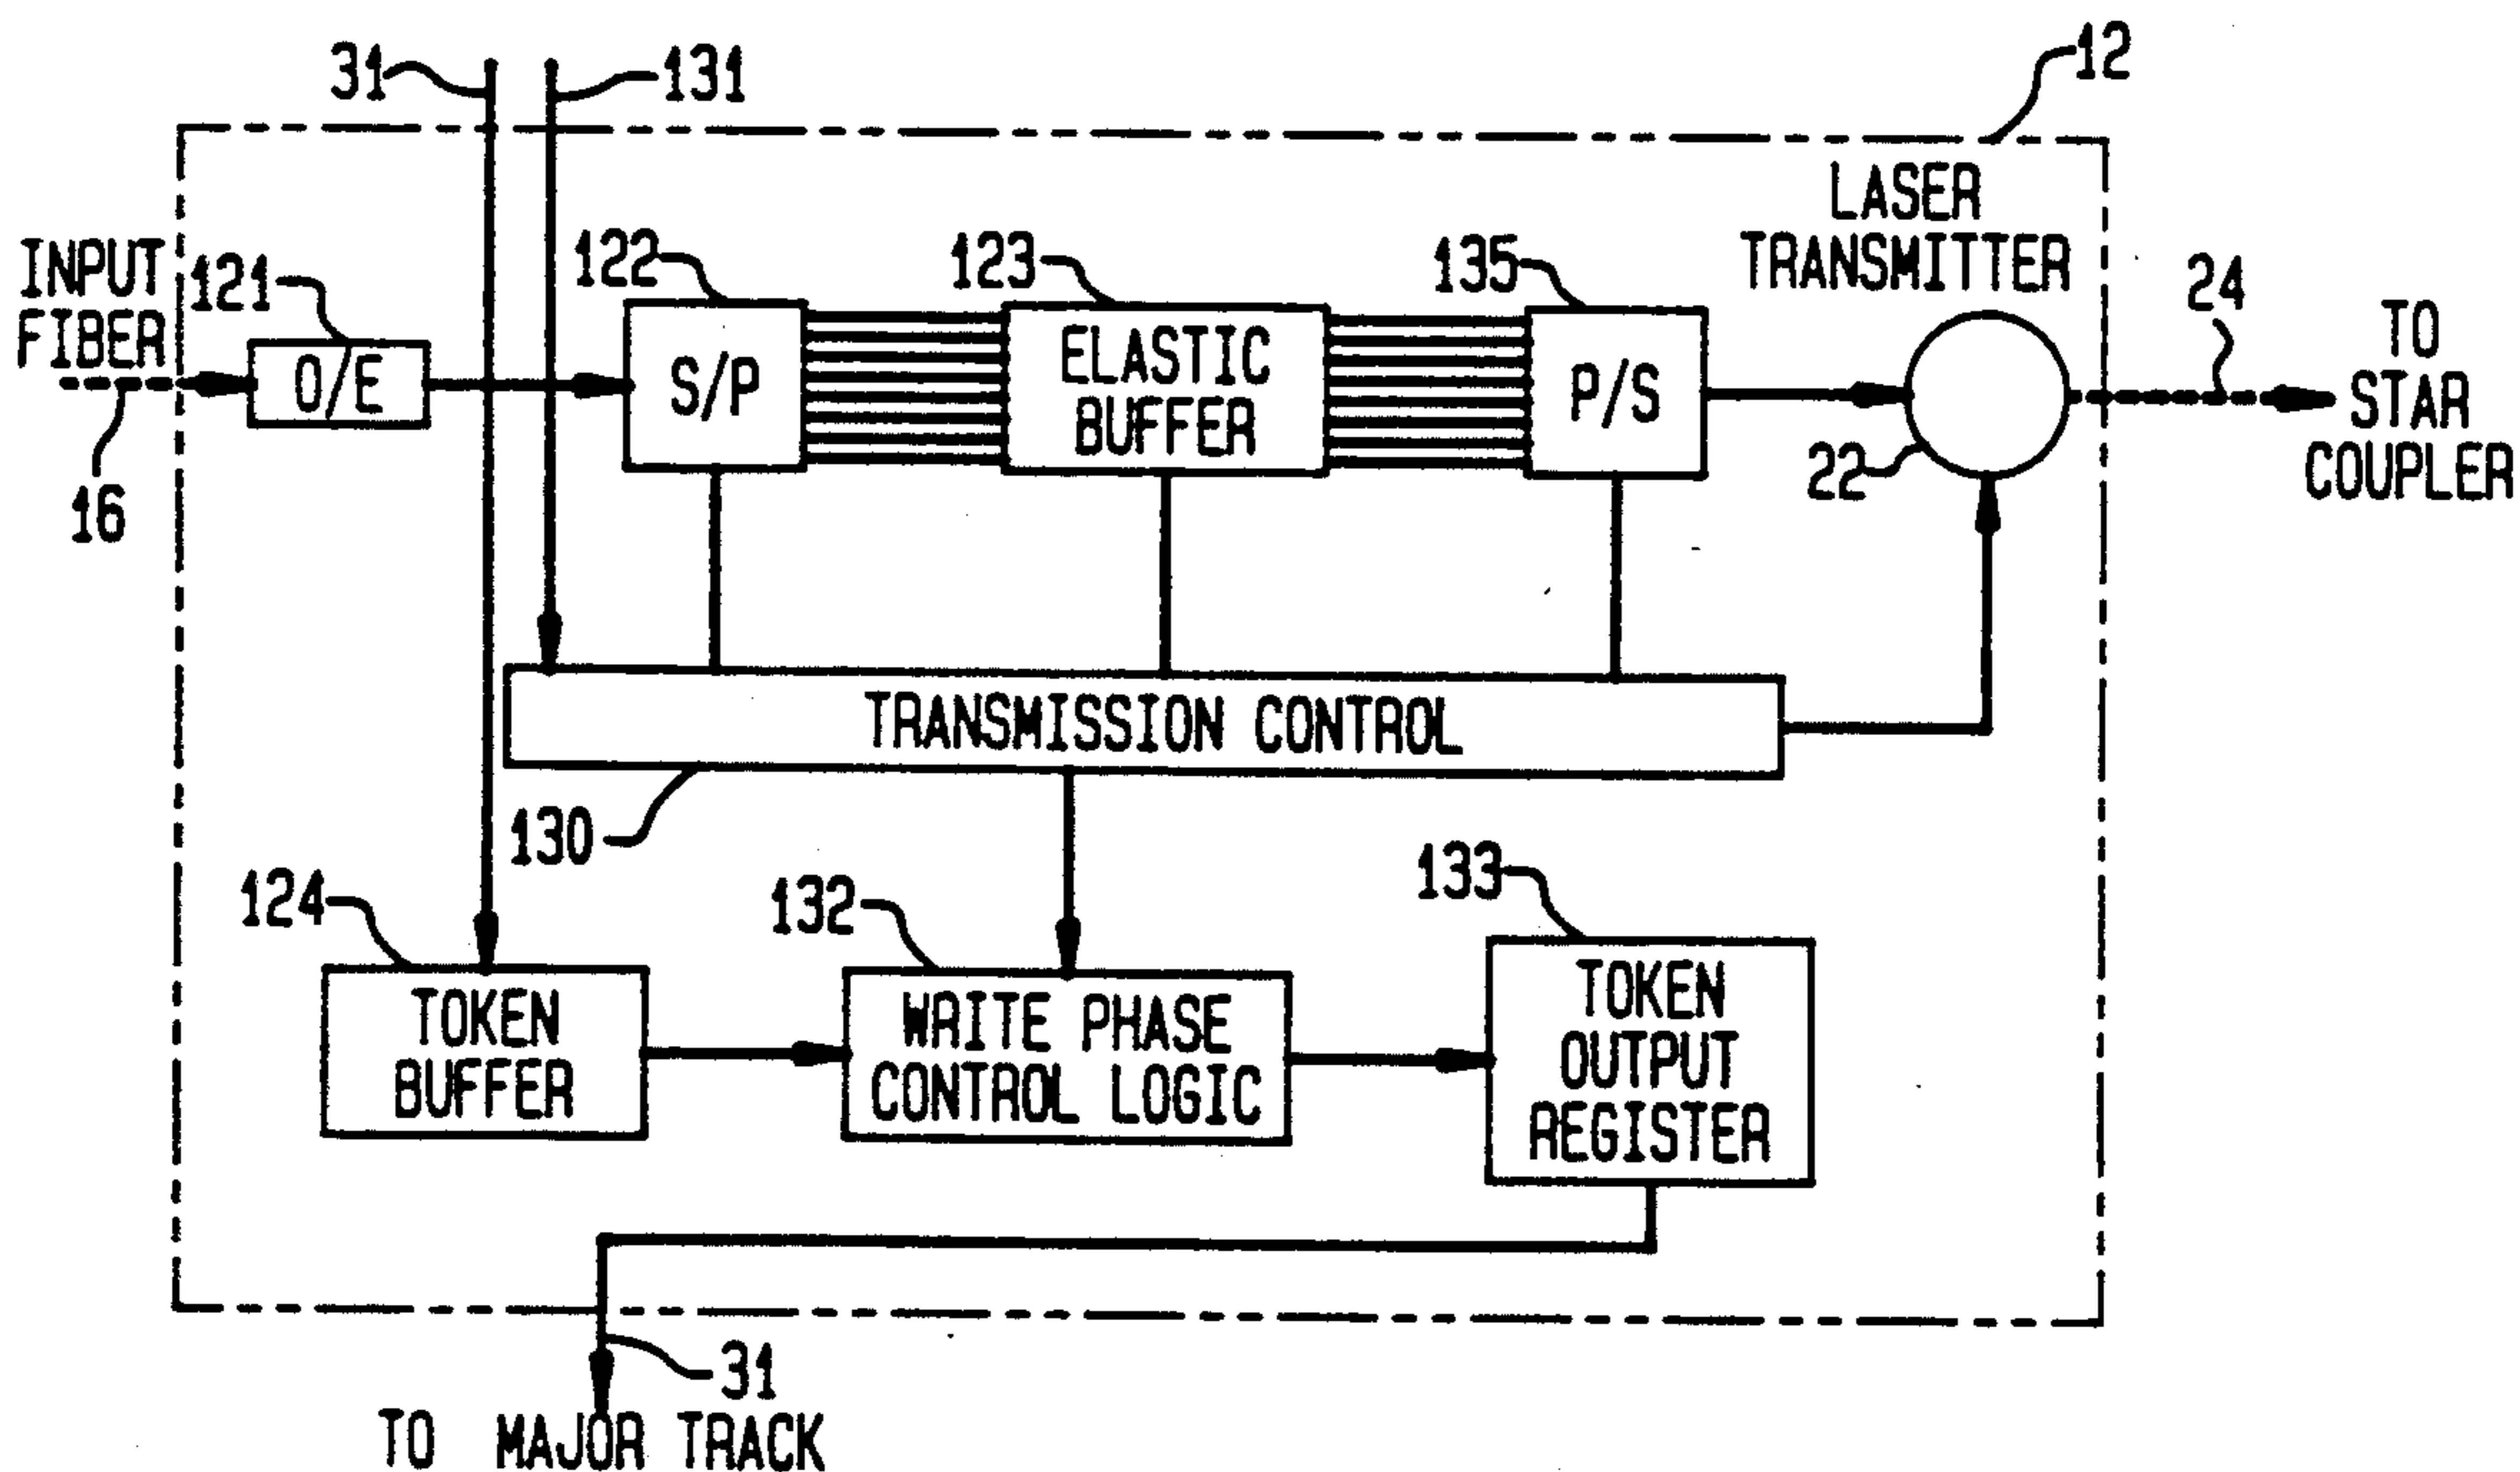 31
131
12
LASER
TRANSMITTER
INPUT
FIBER
121
122
123
135
24
O/E
S/P
ELASTIC
BUFFER
P/S
TO
STAR
COUPLER
16
22
TRANSMISSION CONTROL
130
124
132
133
TOKEN
BUFFER
WRITE PHASE
CONTROL LOGIC
TOKEN
OUTPUT
REGISTER
31
TO MAJOR TRACK